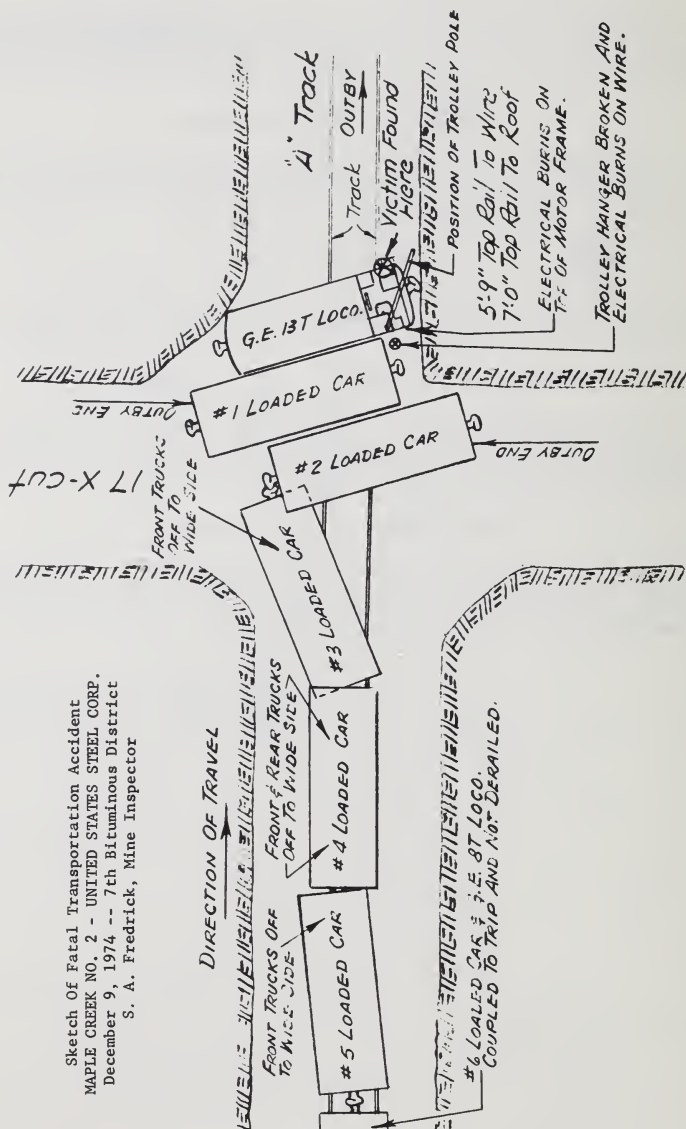 Sketch Of Fatal Transportation Accident
MAPLE CREEK NO. 2 - UNITED STATES STEEL CORP.
December 9, 1974 -- 7th Bituminous District
S. A. Fredrick, Mine Inspector
DIRECTION OF TRAVEL
17 X-CUT
"4" Track
Track
OUTBY
OUTBY END
FRONT TRUCKS
OFF TO
WIDE SIDE
FRONT & REAR TRUCKS
OFF TO WIDE SIDE
FRONT TRUCKS OFF
TO WIDE SIDE
#5 LOADED CAR
#4 LOADED CAR
#3 LOADED CAR
#2 LOADED CAR
#1 LOADED CAR
G.E. 13T LOCO.
VICTIM FOUND
HERE
POSITION OF TROLLEY POLE
5'-9" TOP RAIL TO WIRE
7'-0" TOP RAIL TO ROOF
ELECTRICAL BURNS ON
OF MOTOR FRAME.
TROLLEY HANGER BROKEN AND
ELECTRICAL BURNS ON WIRE.
OUTBY END
#6 LOADED CAR & G.E. 8T LOCO.
COUPLED TO TRIP AND NOT DERAILED.